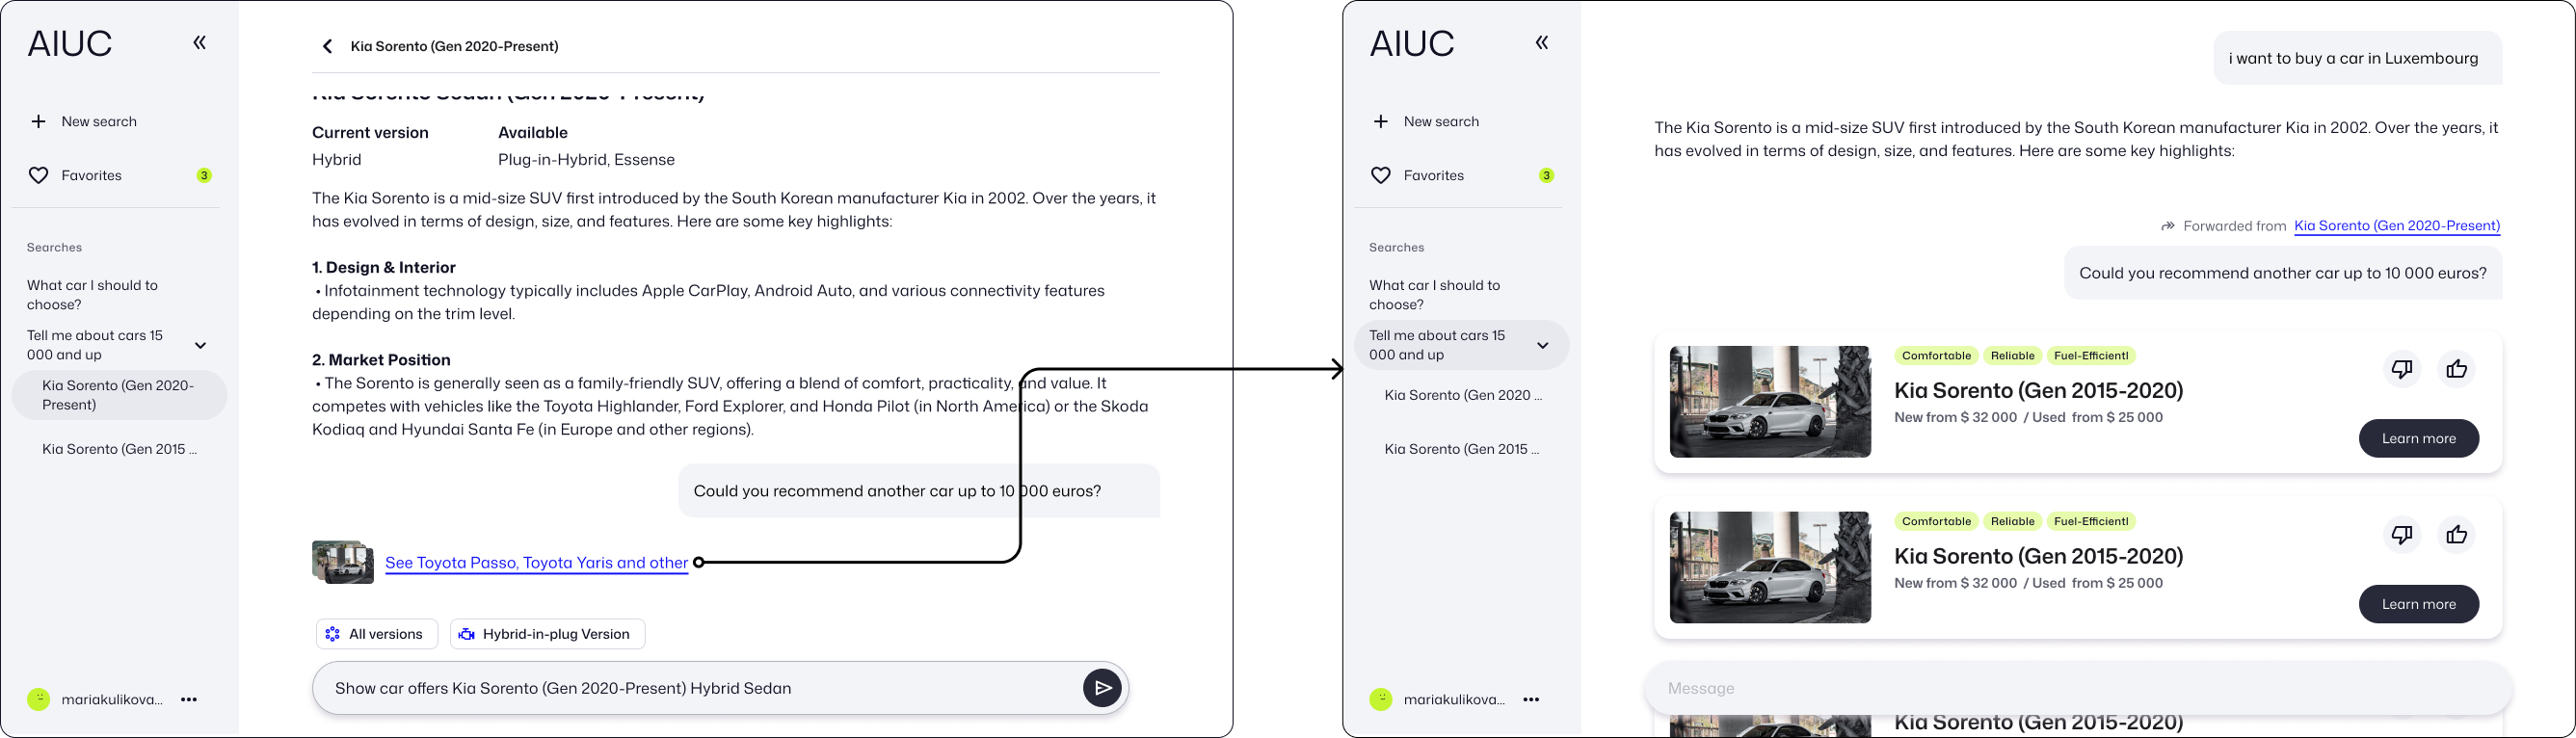 AIUC
New search
Favorites
3
Searches
What car I should to
choose?
Tell me about cars 15
000 and up
Kia Sorento (Gen 2020-
Present)
Kia Sorento (Gen 2015 ...
mariakulikova...
Kia Sorento (Gen 2020-Present)
Kia Sorento Sedan (Gen 2020-Present)
Current version
Available
Hybrid
Plug-in-Hybrid, Essense
The Kia Sorento is a mid-size SUV first introduced by the South Korean manufacturer Kia in 2002. Over the years, it
has evolved in terms of design, size, and features. Here are some key highlights:
1. Design & Interior
• Infotainment technology typically includes Apple CarPlay, Android Auto, and various connectivity features
depending on the trim level.
2. Market Position
• The Sorento is generally seen as a family-friendly SUV, offering a blend of comfort, practicality, and value. It
competes with vehicles like the Toyota Highlander, Ford Explorer, and Honda Pilot (in North America) or the Skoda
Kodiaq and Hyundai Santa Fe (in Europe and other regions).
Could you recommend another car up to 10 000 euros?
See Toyota Passo, Toyota Yaris and other
All versions
Hybrid-in-plug Version
Show car offers Kia Sorento (Gen 2020-Present) Hybrid Sedan
AIUC
New search
Favorites
3
Searches
What car I should to
choose?
Tell me about cars 15
000 and up
Kia Sorento (Gen 2020 ...
Kia Sorento (Gen 2015 ...
mariakulikova...
i want to buy a car in Luxembourg
The Kia Sorento is a mid-size SUV first introduced by the South Korean manufacturer Kia in 2002. Over the years, it
has evolved in terms of design, size, and features. Here are some key highlights:
Forwarded from Kia Sorento (Gen 2020-Present)
Could you recommend another car up to 10 000 euros?
Comfortable
Reliable
Fuel-Efficientl
Kia Sorento (Gen 2015-2020)
New from $ 32 000 / Used from $ 25 000
Learn more
Comfortable
Reliable
Fuel-Efficientl
Kia Sorento (Gen 2015-2020)
New from $ 32 000 / Used from $ 25 000
Learn more
Message
Kia Sorento (Gen 2015-2020)